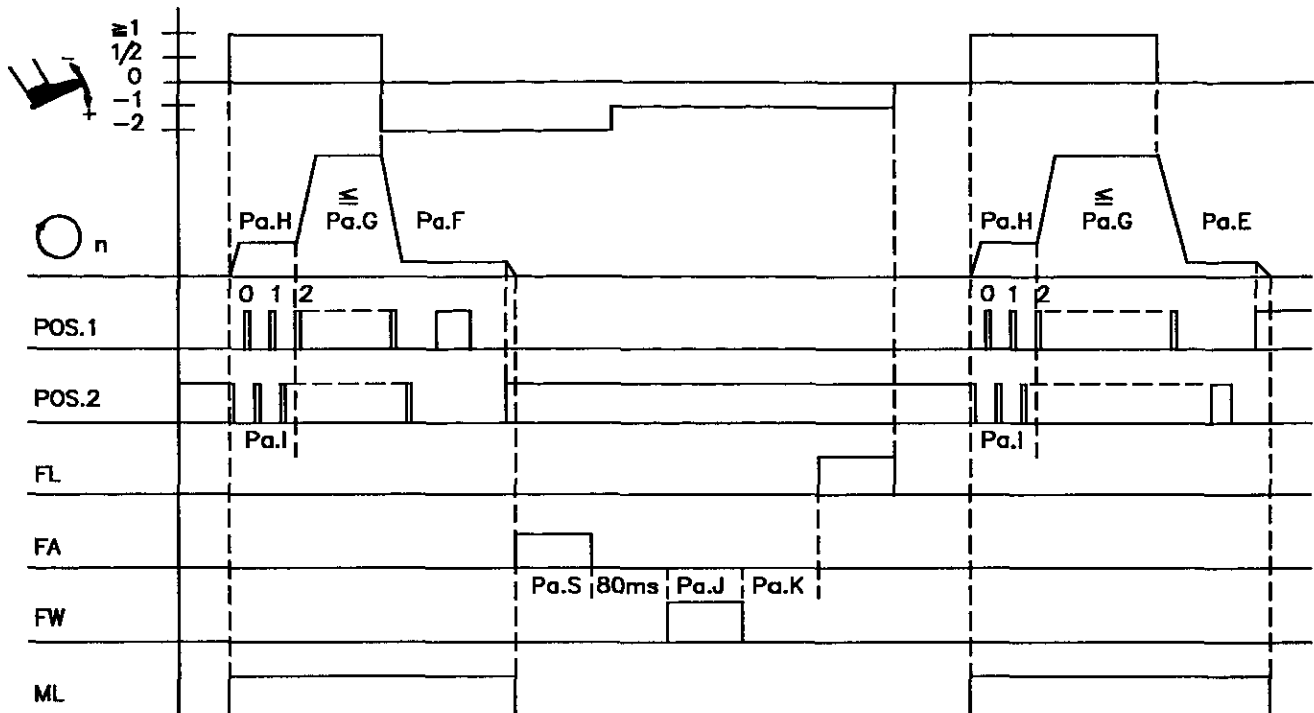 ≧1
1/2
0
-1
-2
-
+
n
Pa.H ≦ Pa.G Pa.F Pa.H ≦ Pa.G Pa.E
0 1 2 0 1 2
POS.1
POS.2
Pa.I Pa.I
FL
FA
Pa.S 80ms Pa.J Pa.K
FW
ML